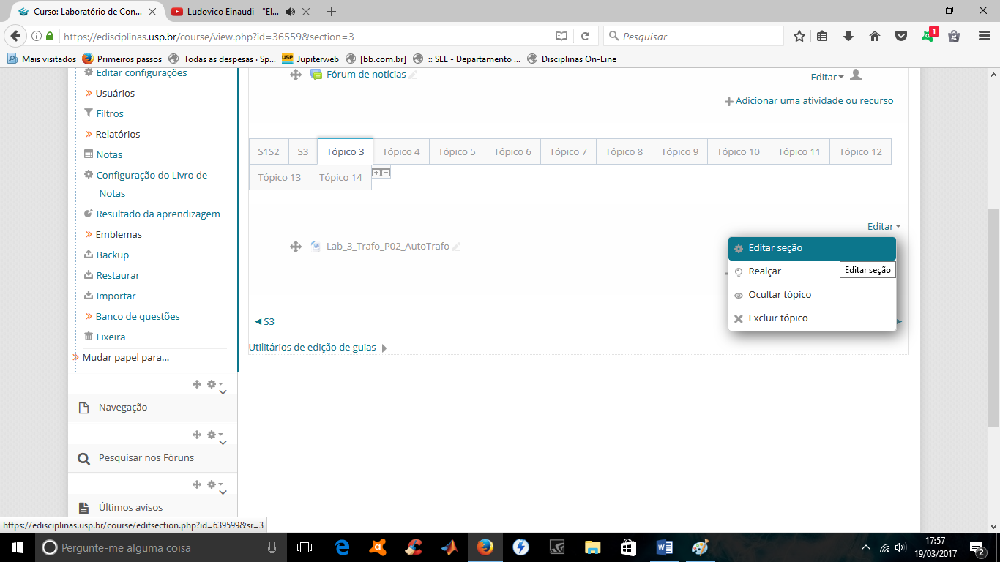 Curso: Laboratório de Con
Ludovico Einaudi - "El
https://edisciplinas.usp.br/course/view.php?id=36559&section=3
Pesquisar
1
Mais visitados
Primeiros passos
Todas as despesas · Sp...
USP
Jupiterweb
[bb.com.br]
:: SEL - Departamento ...
Disciplinas On-Line
Editar configurações
Usuários
Filtros
Relatórios
Notas
Configuração do Livro de
Notas
Resultado da aprendizagem
Emblemas
Backup
Restaurar
Importar
Banco de questões
Lixeira
Mudar papel para...
Navegação
Pesquisar nos Fóruns
Últimos avisos
Fórum de notícias
Editar
Adicionar uma atividade ou recurso
S1S2
S3
Tópico 3
Tópico 4
Tópico 5
Tópico 6
Tópico 7
Tópico 8
Tópico 9
Tópico 10
Tópico 11
Tópico 12
Tópico 13
Tópico 14
Editar
Lab_3_Trafo_P02_AutoTrafo
Editar seção
Realçar
Editar seção
Ocultar tópico
Excluir tópico
S3
Utilitários de edição de guias
https://edisciplinas.usp.br/course/editsection.php?id=639599&sr=3
Pergunte-me alguma coisa
17:57
19/03/2017
2